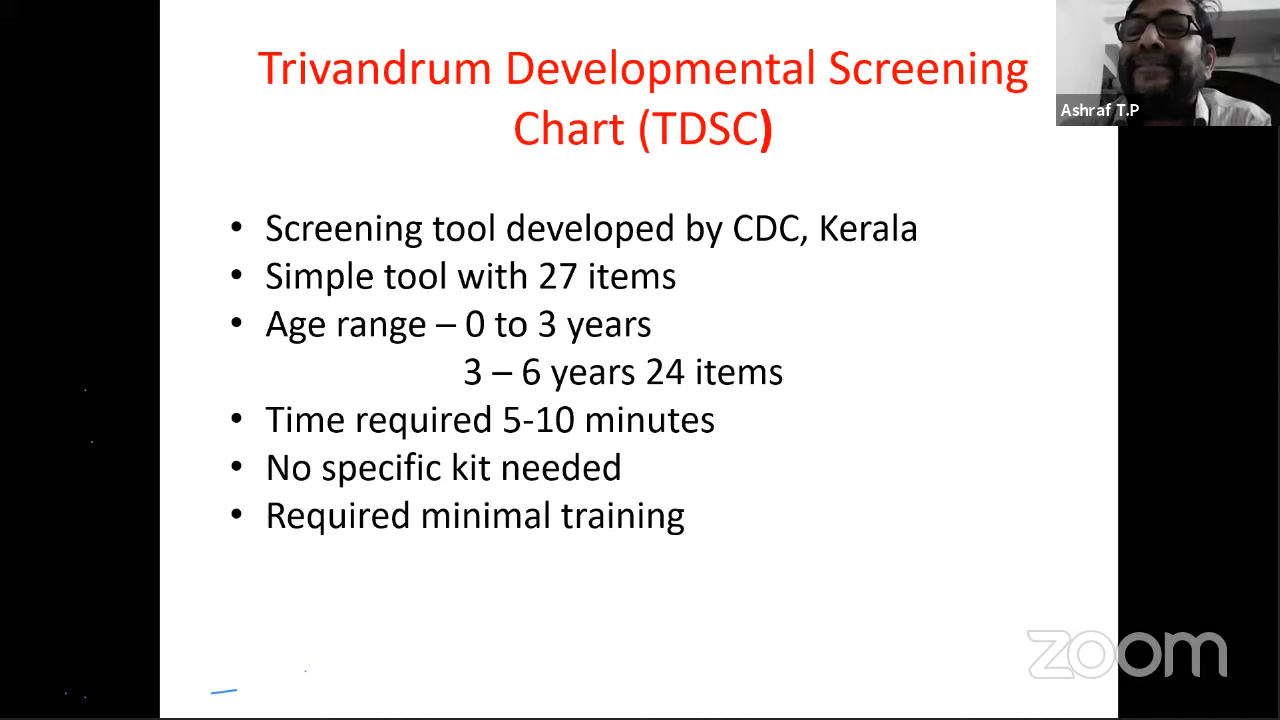 Trivandrum Developmental Screening
Chart (TDSC)
Ashraf T.P
• Screening tool developed by CDC, Kerala
• Simple tool with 27 items
• Age range – 0 to 3 years
3 – 6 years 24 items
• Time required 5-10 minutes
• No specific kit needed
• Required minimal training
zoom